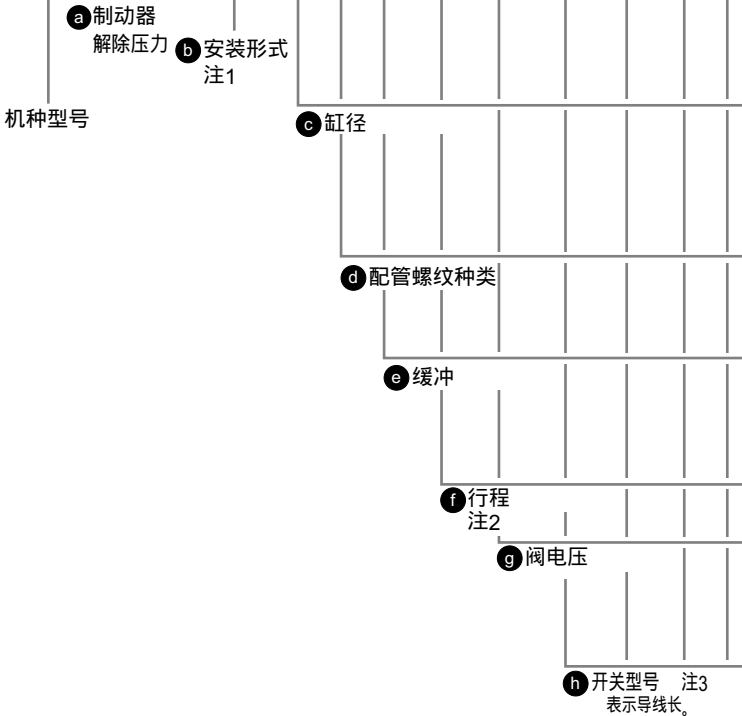 a 制动器
解除压力
b 安装形式
注1
机种型号
c 缸径
d 配管螺纹种类
e 缓冲
f 行程
注2
g 阀电压
h 开关型号 注3
表示导线长。